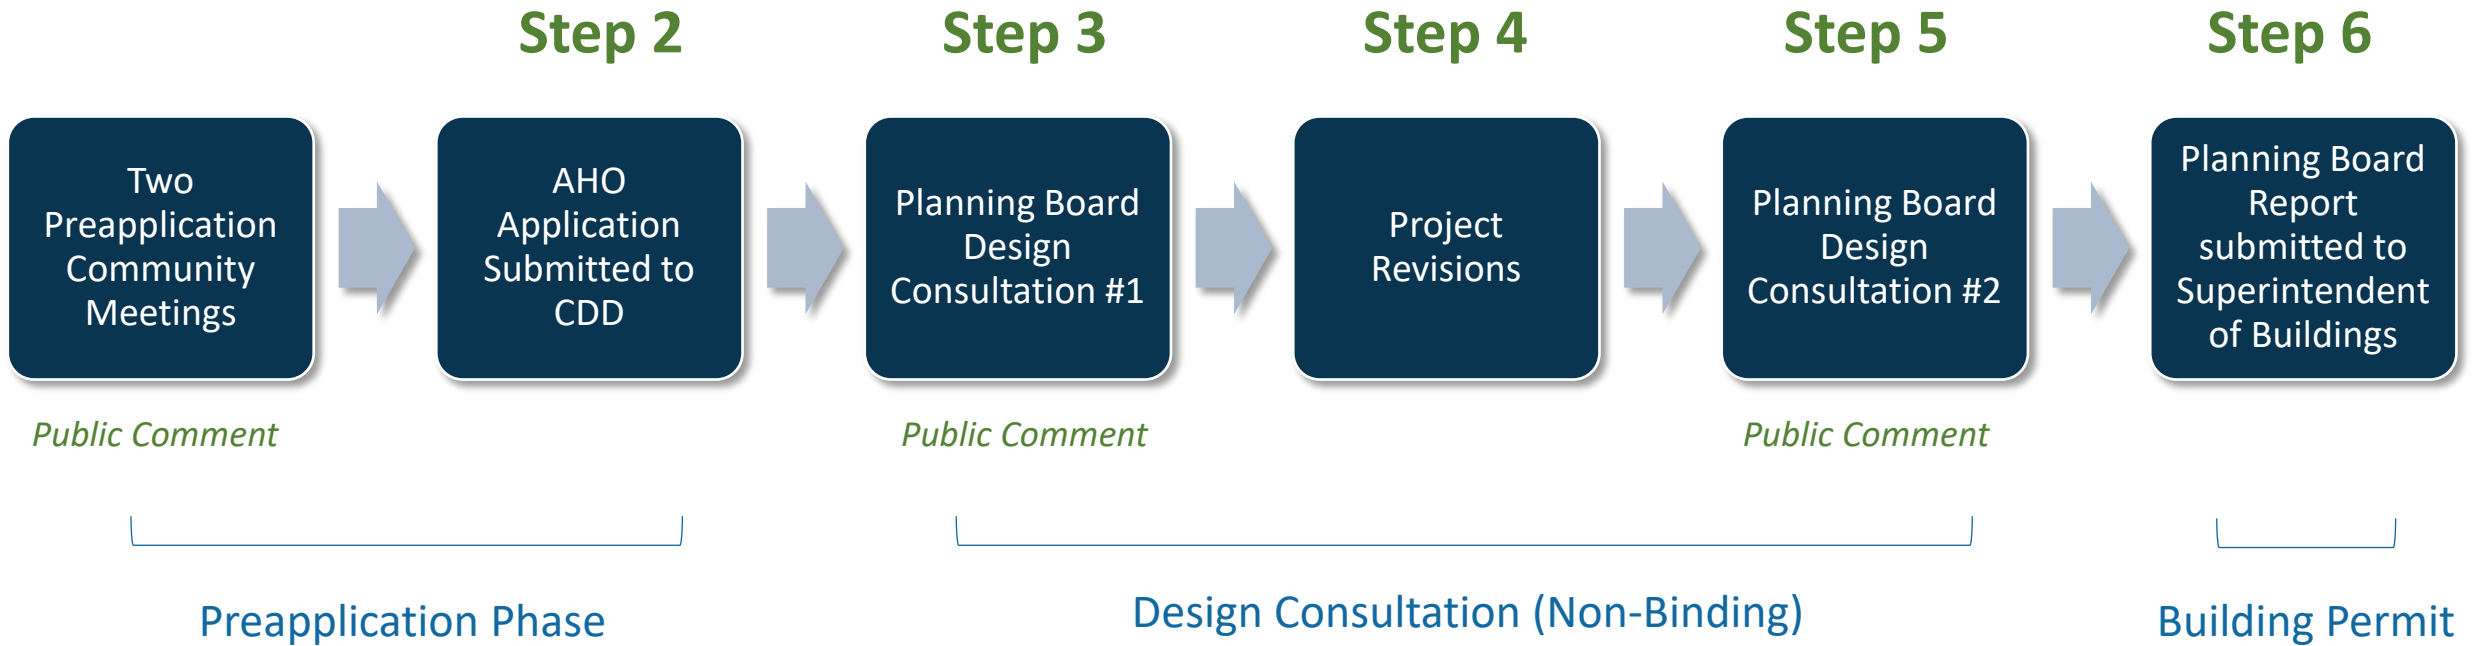 Step 2
Step 3
Step 4
Step 5
Step 6
Two
Preapplication
Community
Meetings
AHO
Application
Submitted to
CDD
Planning Board
Design
Consultation #1
Project
Revisions
Planning Board
Design
Consultation #2
Planning Board
Report
submitted to
Superintendent
of Buildings
Public Comment
Public Comment
Public Comment
Preapplication Phase
Design Consultation (Non-Binding)
Building Permit